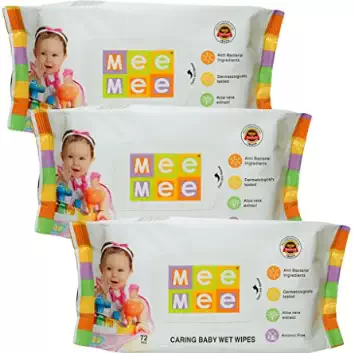 Mee
Mee
Anti Bacterial
Ingredients
Dermatologically
tested
Aloe vera
extract
Mee
Mee
Anti Bacterial
Ingredients
Dermatologically
tested
Aloe vera
extract
Mee
Mee
Anti Bacterial
Ingredients
Dermatologically
tested
Aloe vera
extract
Alcohol Free
72
CARING BABY WET WIPES